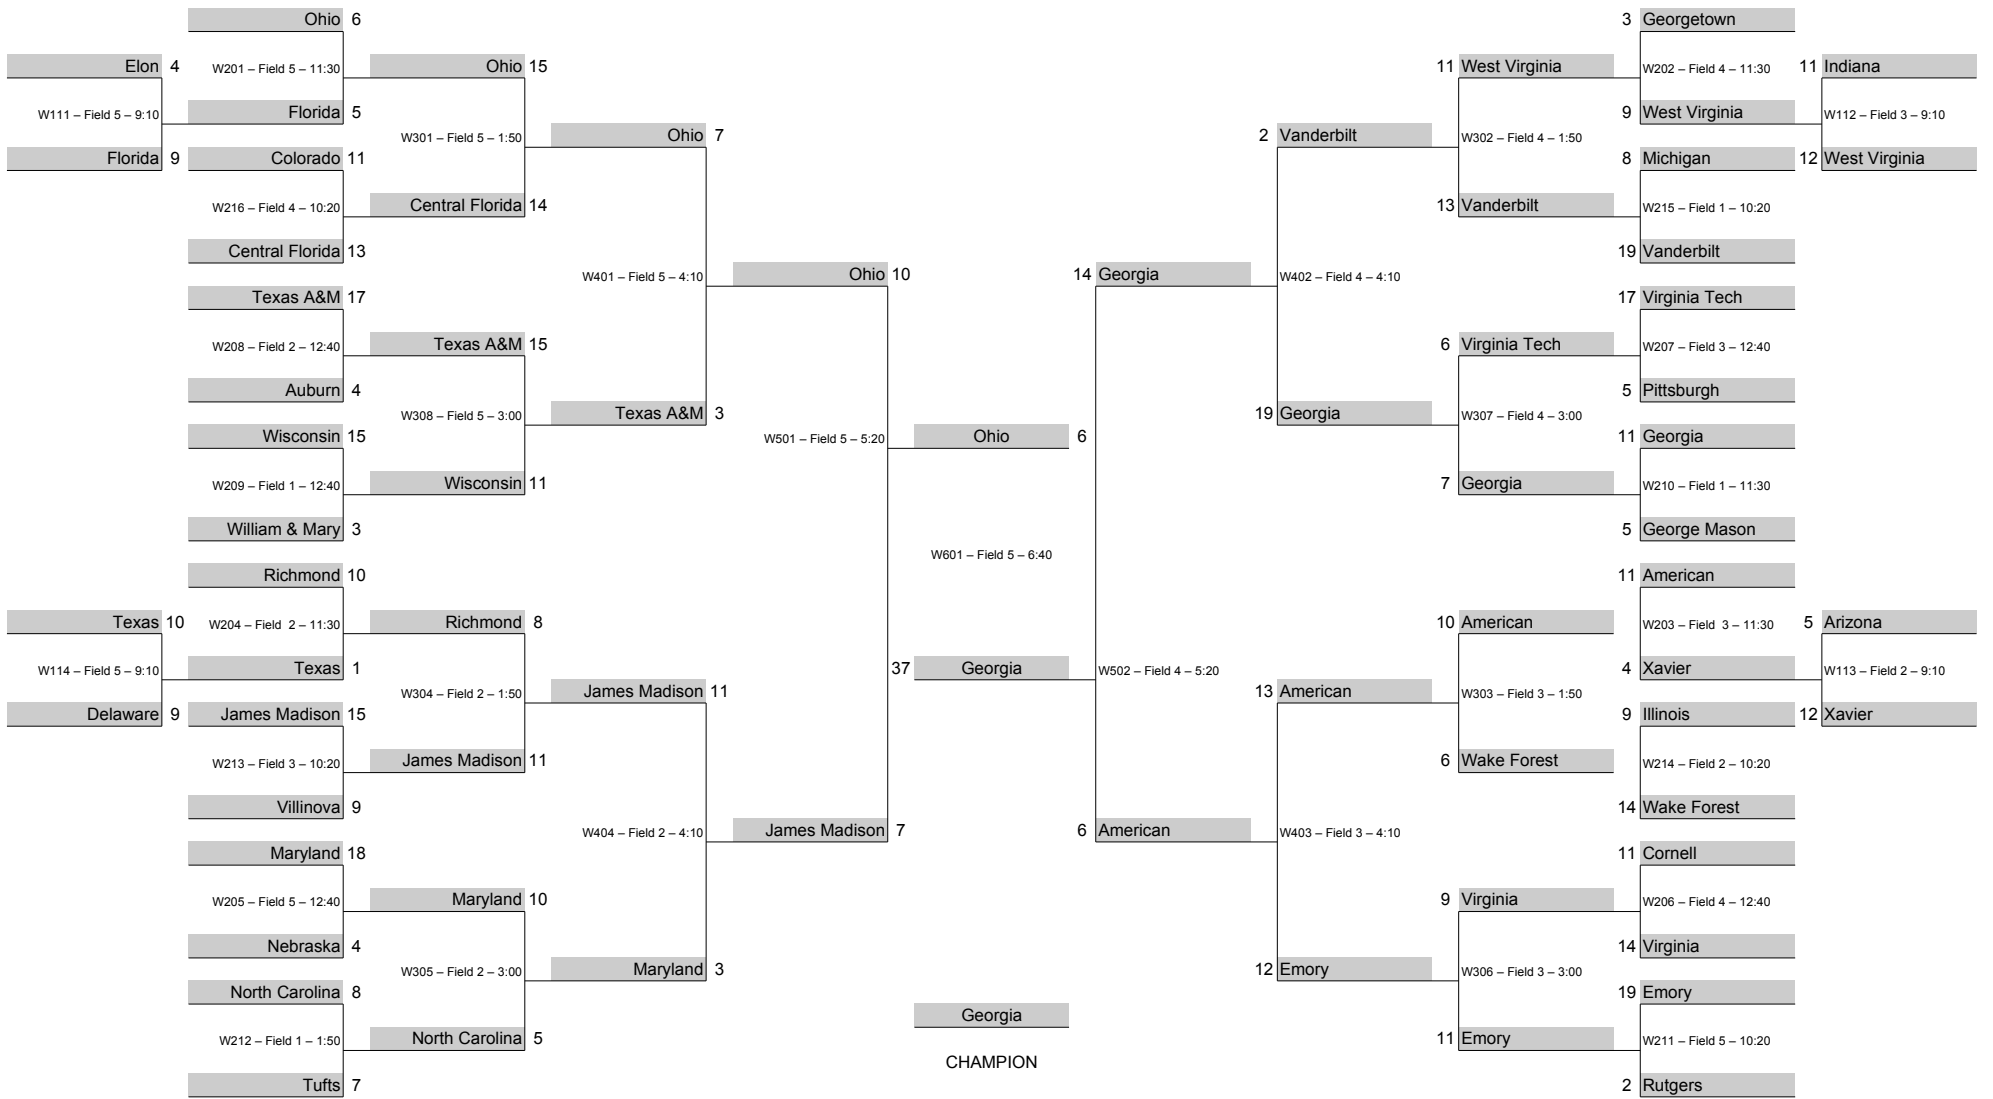 Ohio 6
3 Georgetown
Elon 4
W201 – Field 5 – 11:30
Ohio 15
11 West Virginia
W202 – Field 4 – 11:30
11 Indiana
W111 – Field 5 – 9:10
Florida 5
9 West Virginia
W112 – Field 3 – 9:10
W301 – Field 5 – 1:50
Ohio 7
2 Vanderbilt
W302 – Field 4 – 1:50
Florida 9
Colorado 11
8 Michigan
12 West Virginia
W216 – Field 4 – 10:20
Central Florida 14
13 Vanderbilt
W215 – Field 1 – 10:20
Central Florida 13
19 Vanderbilt
W401 – Field 5 – 4:10
Ohio 10
14 Georgia
W402 – Field 4 – 4:10
Texas A&M 17
17 Virginia Tech
W208 – Field 2 – 12:40
Texas A&M 15
6 Virginia Tech
W207 – Field 3 – 12:40
Auburn 4
5 Pittsburgh
W308 – Field 5 – 3:00
Texas A&M 3
19 Georgia
W307 – Field 4 – 3:00
Wisconsin 15
W501 – Field 5 – 5:20
Ohio 6
11 Georgia
W209 – Field 1 – 12:40
Wisconsin 11
7 Georgia
W210 – Field 1 – 11:30
William & Mary 3
5 George Mason
W601 – Field 5 – 6:40
Richmond 10
11 American
Texas 10
W204 – Field 2 – 11:30
Richmond 8
10 American
W203 – Field 3 – 11:30
5 Arizona
W114 – Field 5 – 9:10
Texas 1
37 Georgia
W502 – Field 4 – 5:20
4 Xavier
W113 – Field 2 – 9:10
W304 – Field 2 – 1:50
James Madison 11
13 American
W303 – Field 3 – 1:50
Delaware 9
James Madison 15
9 Illinois
12 Xavier
W213 – Field 3 – 10:20
James Madison 11
6 Wake Forest
W214 – Field 2 – 10:20
Villinova 9
14 Wake Forest
W404 – Field 2 – 4:10
James Madison 7
6 American
W403 – Field 3 – 4:10
Maryland 18
11 Cornell
W205 – Field 5 – 12:40
Maryland 10
9 Virginia
W206 – Field 4 – 12:40
Nebraska 4
14 Virginia
W305 – Field 2 – 3:00
Maryland 3
12 Emory
W306 – Field 3 – 3:00
North Carolina 8
19 Emory
Georgia
W212 – Field 1 – 1:50
North Carolina 5
11 Emory
W211 – Field 5 – 10:20
CHAMPION
Tufts 7
2 Rutgers